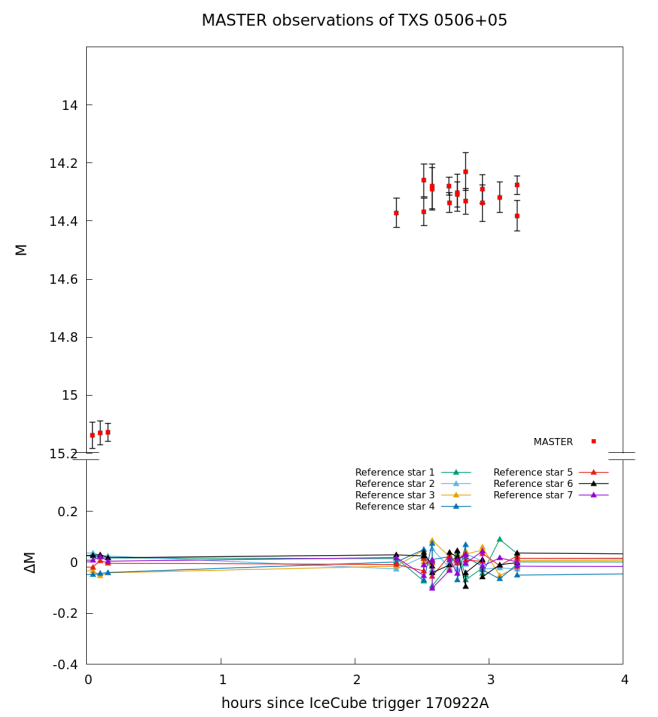 MASTER observations of TXS 0506+05
14
14.2
14.4
M
14.6
14.8
15
MASTER
15.2
Reference star 1 Reference star 5
Reference star 2 Reference star 6
Reference star 3 Reference star 7
Reference star 4
0.2
ΔM
0
-0.2
-0.4
0 1 2 3 4
hours since IceCube trigger 170922A